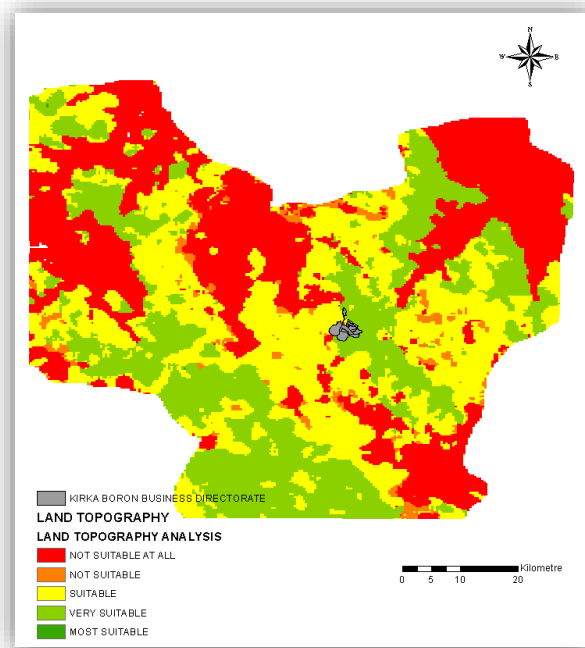 N
W E
S
KIRKA BORON BUSINESS DIRECTORATE
LAND TOPOGRAPHY
LAND TOPOGRAPHY ANALYSIS
NOT SUITABLE AT ALL
NOT SUITABLE
SUITABLE
VERY SUITABLE
MOST SUITABLE
Kilometre
0 5 10 20